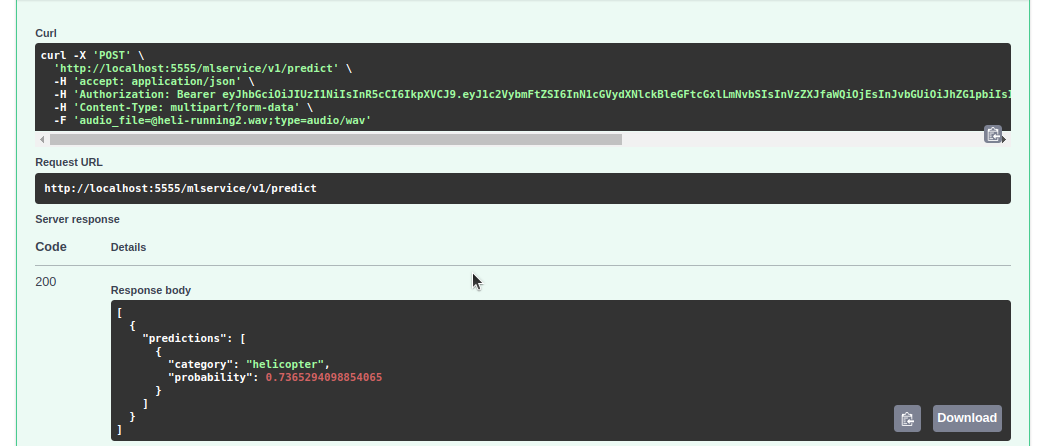 Curl
curl -X 'POST' \
'http://localhost:5555/mlservice/v1/predict' \
-H 'accept: application/json' \
-H 'Authorization: Bearer eyJhbGciOiJIUzI1NiIsInR5cCI6IkpXVCJ9.eyJ1c2VybmFtZSI6InN1cGVydXNlckBleGFtcGxlLmNvbSIsInVzZXJfaWQiOjEsInJvbGUiOiJhZG1pbiIsI
-H 'Content-Type: multipart/form-data' \
-F 'audio_file=@heli-running2.wav;type=audio/wav'
Request URL
http://localhost:5555/mlservice/v1/predict
Server response
Code Details
200
Response body
[
{
"predictions": [
{
"category": "helicopter",
"probability": 0.7365294098854065
}
]
}
]
Download